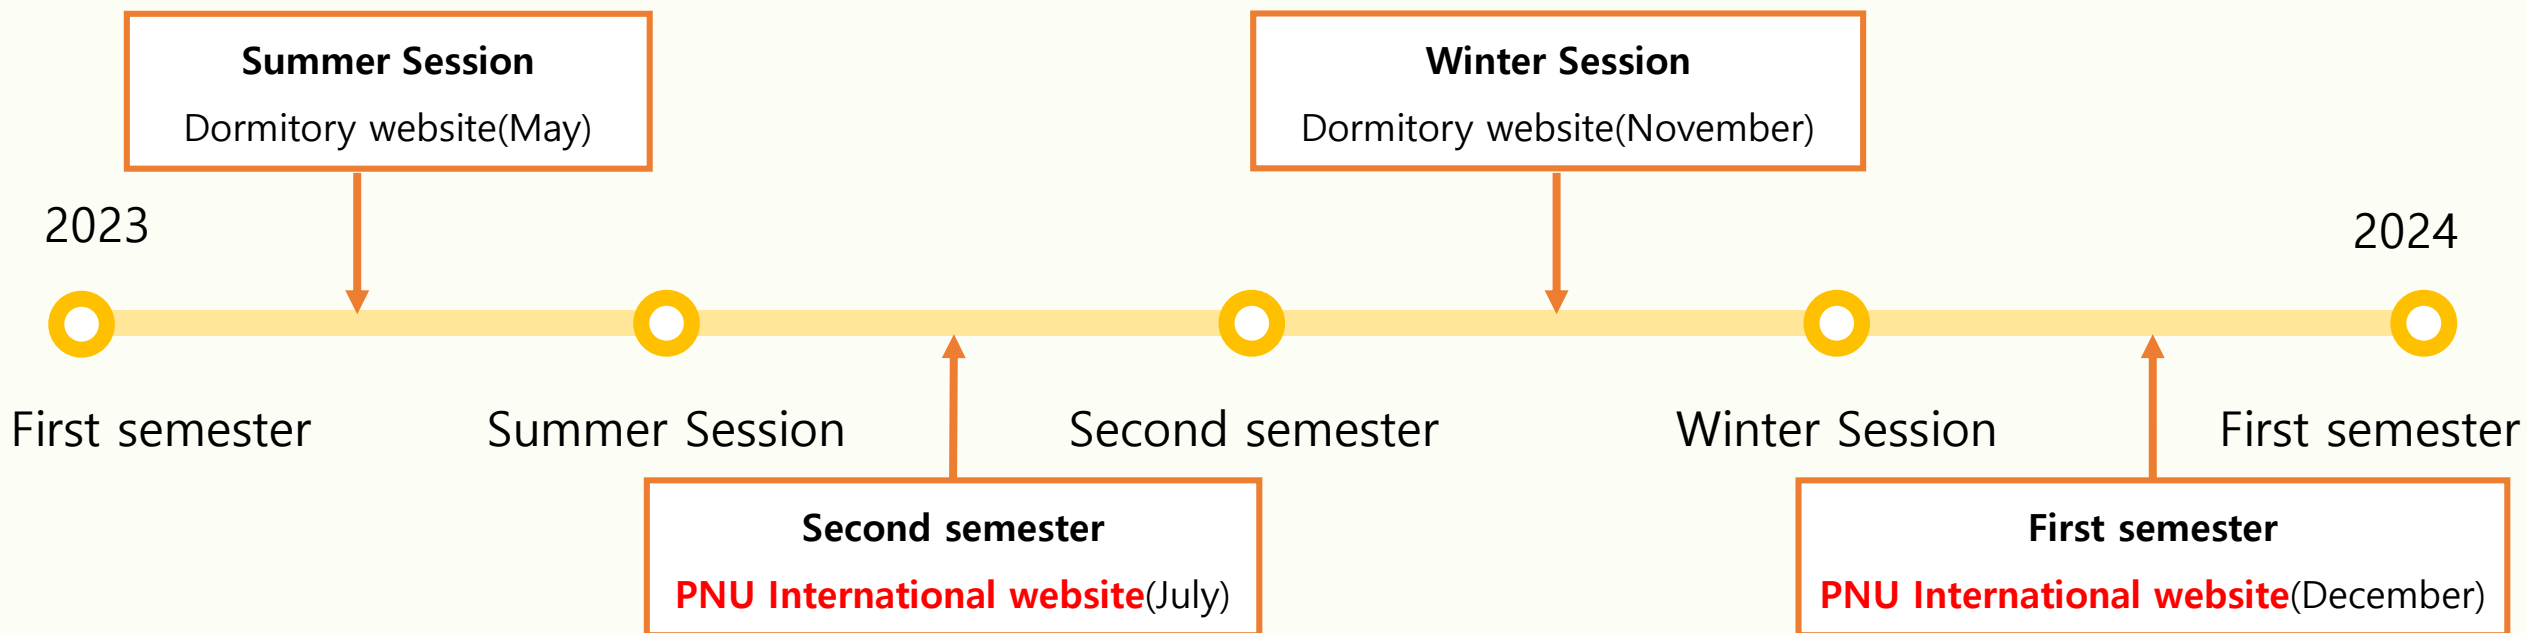 Summer Session
Dormitory website(May)
Winter Session
Dormitory website(November)
2023
2024
First semester
Summer Session
Second semester
Winter Session
First semester
Second semester
PNU International website(July)
First semester
PNU International website(December)